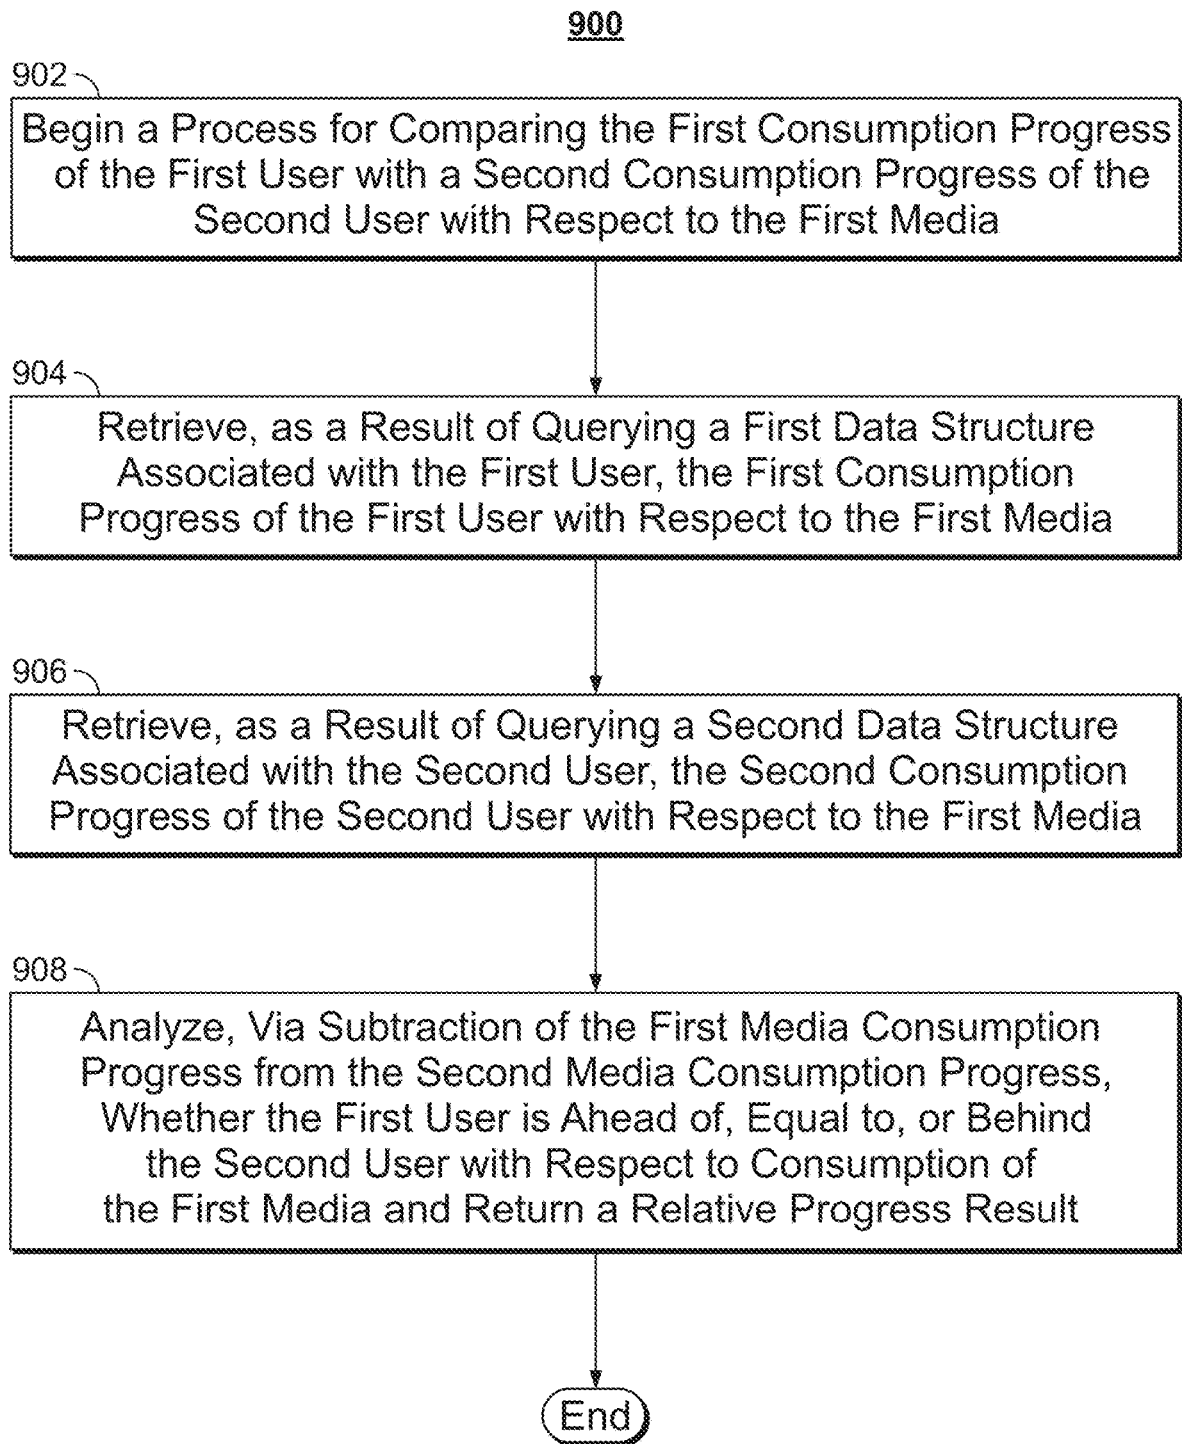 900
902
Begin a Process for Comparing the First Consumption Progress
of the First User with a Second Consumption Progress of the
Second User with Respect to the First Media
904
Retrieve, as a Result of Querying a First Data Structure
Associated with the First User, the First Consumption
Progress of the First User with Respect to the First Media
906
Retrieve, as a Result of Querying a Second Data Structure
Associated with the Second User, the Second Consumption
Progress of the Second User with Respect to the First Media
908
Analyze, Via Subtraction of the First Media Consumption
Progress from the Second Media Consumption Progress,
Whether the First User is Ahead of, Equal to, or Behind
the Second User with Respect to Consumption of
the First Media and Return a Relative Progress Result
End